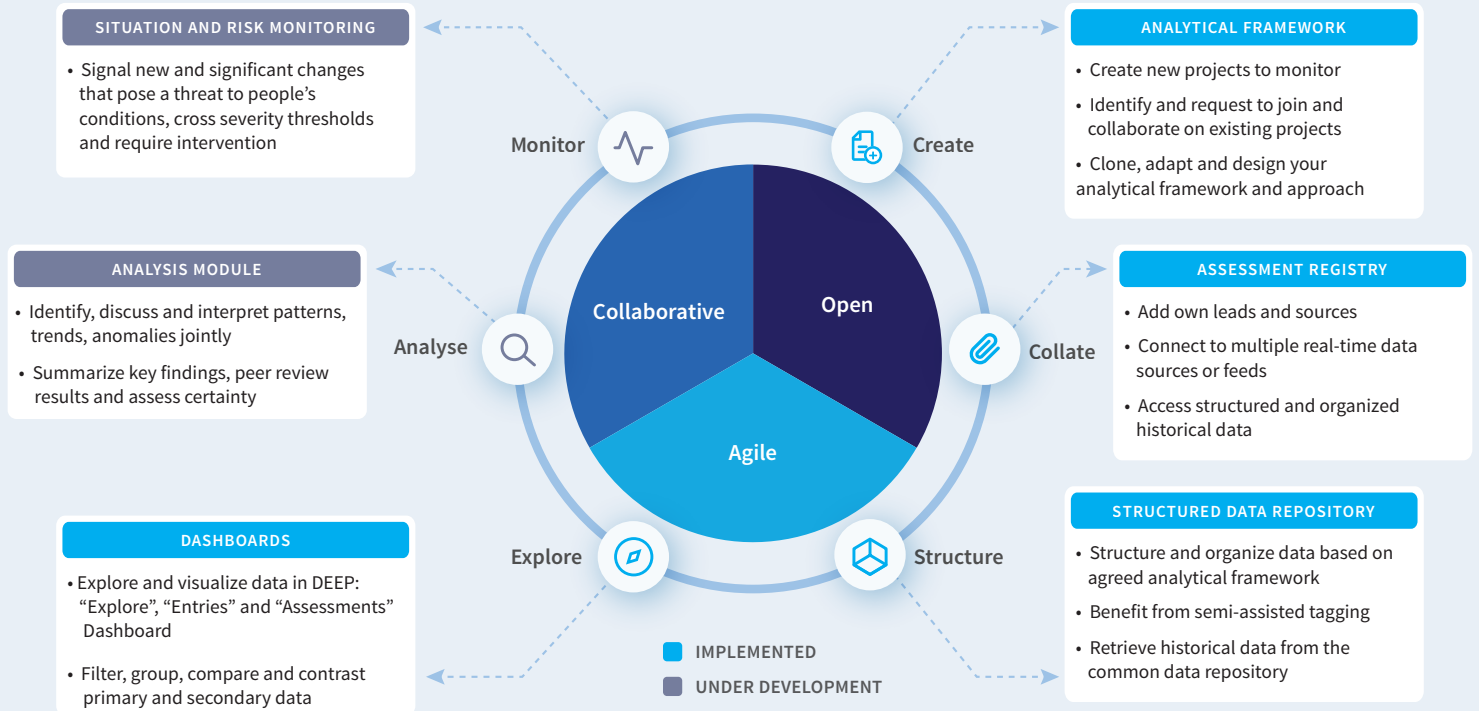 SITUATION AND RISK MONITORING
• Signal new and significant changes
that pose a threat to people’s
conditions, cross severity thresholds
and require intervention
ANALYTICAL FRAMEWORK
• Create new projects to monitor
• Identify and request to join and
collaborate on existing projects
• Clone, adapt and design your
analytical framework and approach
Monitor
Create
ANALYSIS MODULE
• Identify, discuss and interpret patterns,
trends, anomalies jointly
• Summarize key findings, peer review
results and assess certainty
ASSESSMENT REGISTRY
• Add own leads and sources
• Connect to multiple real-time data
sources or feeds
• Access structured and organized
historical data
Analyse
Collate
Collaborative
Open
Agile
DASHBOARDS
• Explore and visualize data in DEEP:
“Explore”, “Entries” and “Assessments”
Dashboard
• Filter, group, compare and contrast
primary and secondary data
STRUCTURED DATA REPOSITORY
• Structure and organize data based on
agreed analytical framework
• Benefit from semi-assisted tagging
• Retrieve historical data from the
common data repository
Explore
Structure
IMPLEMENTED
UNDER DEVELOPMENT